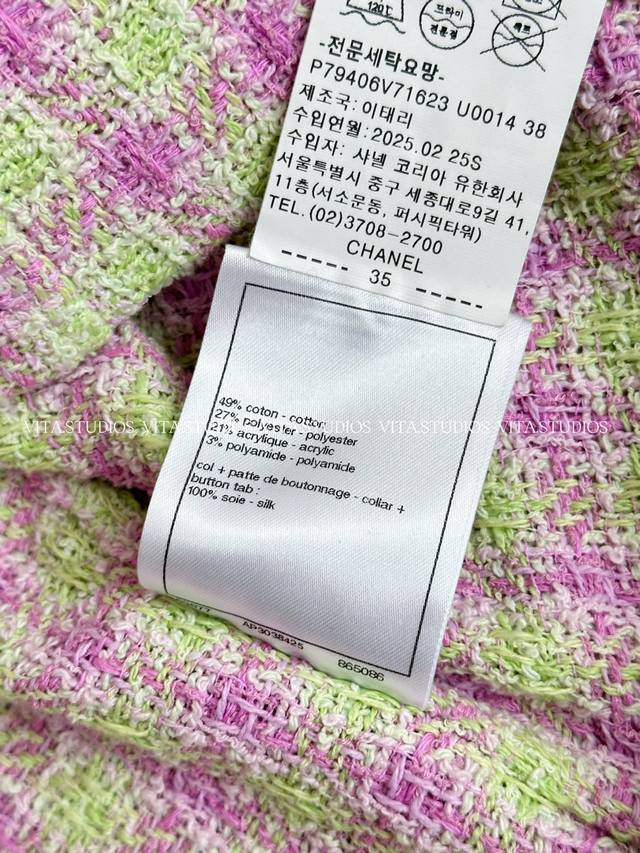 120℃
드라이
전문점
-전문세탁요망-
P79406V71623 U0014 38
제조국: 이태리
수입연월: 2025.02 25S
수입자: 샤넬 코리아 유한회사
서울특별시 중구 세종대로9길 41,
11층(서소문동, 퍼시픽타워)
TEL.(02)3708-2700
CHANEL
----- 35 -----
49% coton - cotton
27% polyester - polyester
VITASTUDIOS VITASTUDIOS VITASTUDIOS VITASTUDIOS VITASTUDIOS
21% acrylique - acrylic
3% polyamide - polyamide
col + patte de boutonnage - collar +
button tab :
100% soie - silk
AP3038425
865086